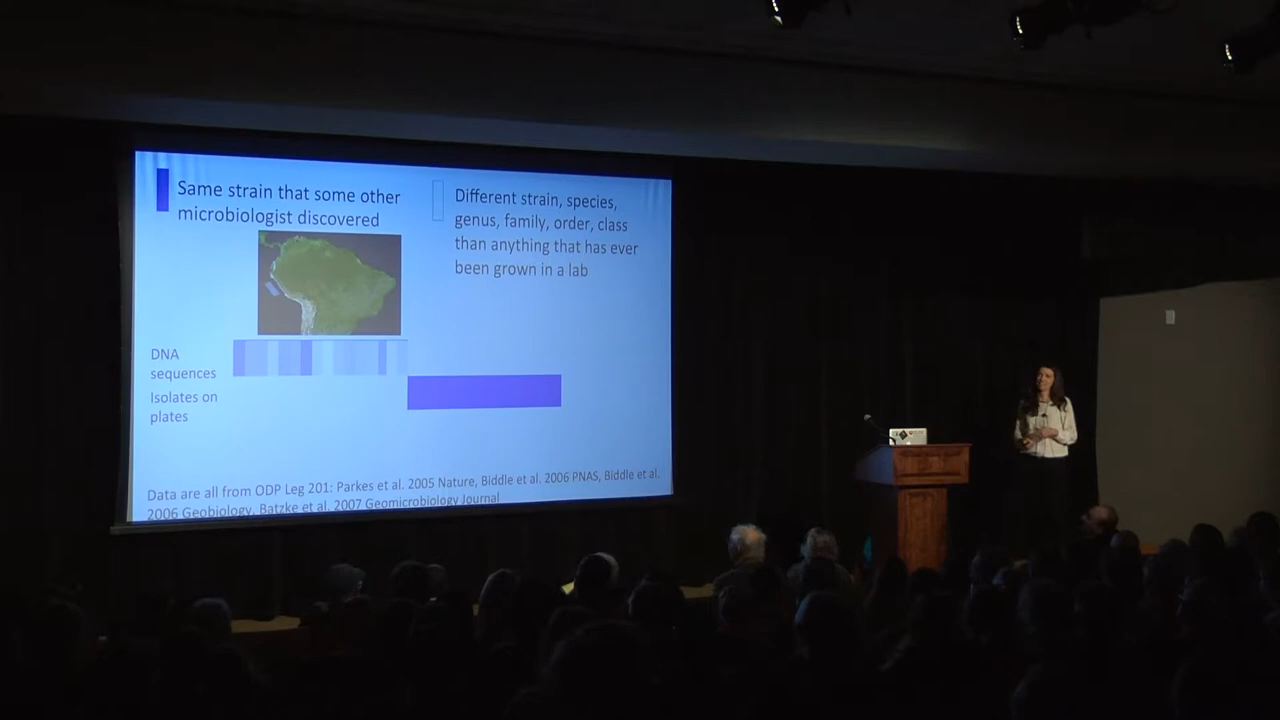 Same strain that some other
microbiologist discovered
Different strain, species,
genus, family, order, class
than anything that has ever
been grown in a lab
DNA
sequences
Isolates on
plates
Data are all from ODP Leg 201: Parkes et al. 2005 Nature, Biddle et al. 2006 PNAS, Biddle et al.
2006 Geobiology, Batzke et al. 2007 Geomicrobiology Journal